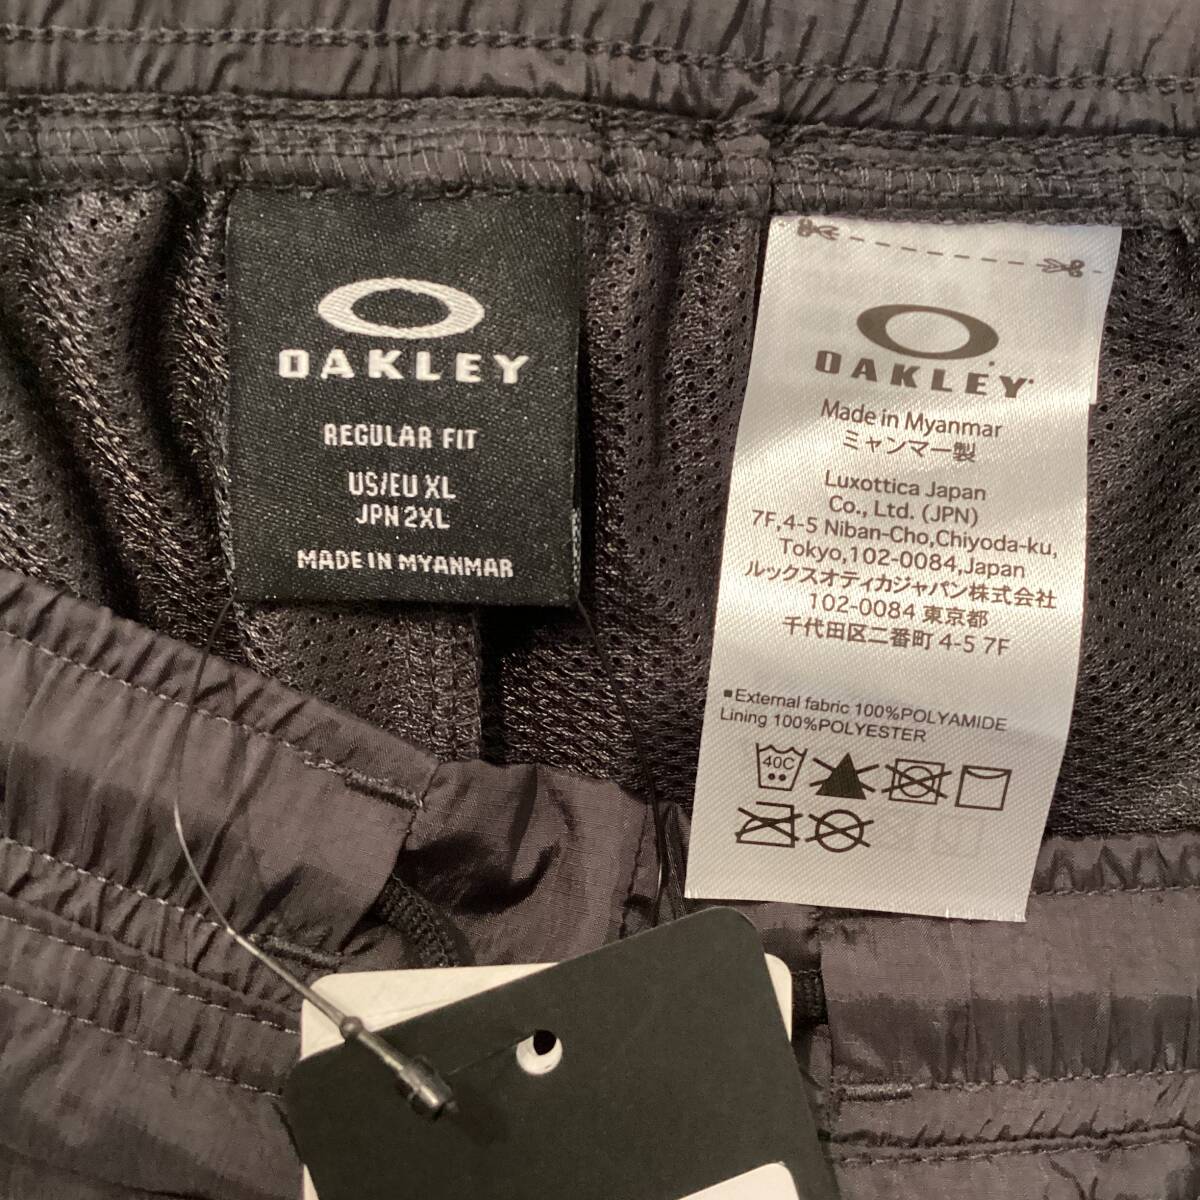 OAKLEY
REGULAR FIT
US/EU XL
JPN 2XL
MADE IN MYANMAR
OAKLEY
Made in Myanmar
ミャンマー製
Luxottica Japan
Co., Ltd. (JPN)
7F,4-5 Niban-Cho,Chiyoda-ku,
Tokyo,102-0084,Japan
ルックスオティカジャパン株式会社
102-0084 東京都
千代田区二番町 4-5 7F
■External fabric 100%POLYAMIDE
Lining 100%POLYESTER
40C